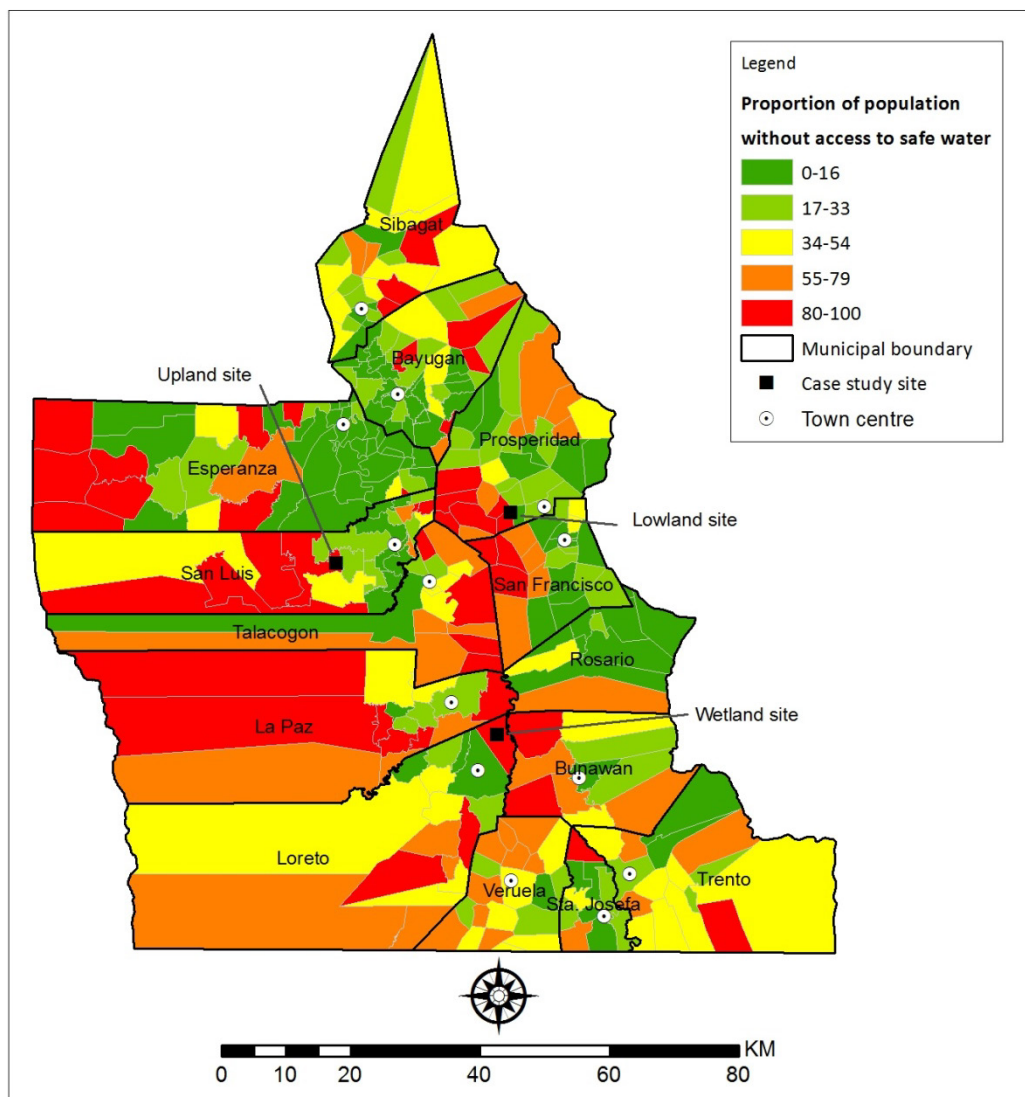 Legend
Proportion of population
without access to safe water
0-16
17-33
34-54
55-79
80-100
Municipal boundary
Case study site
Town centre
Sibagat
Bayugan
Upland site
Prosperidad
Esperanza
Lowland site
San Luis
San Francisco
Talacogon
Rosario
Wetland site
La Paz
Bunawan
Loreto
Veruela
Trento
Sta. Josefa
KM
0 10 20 40 60 80